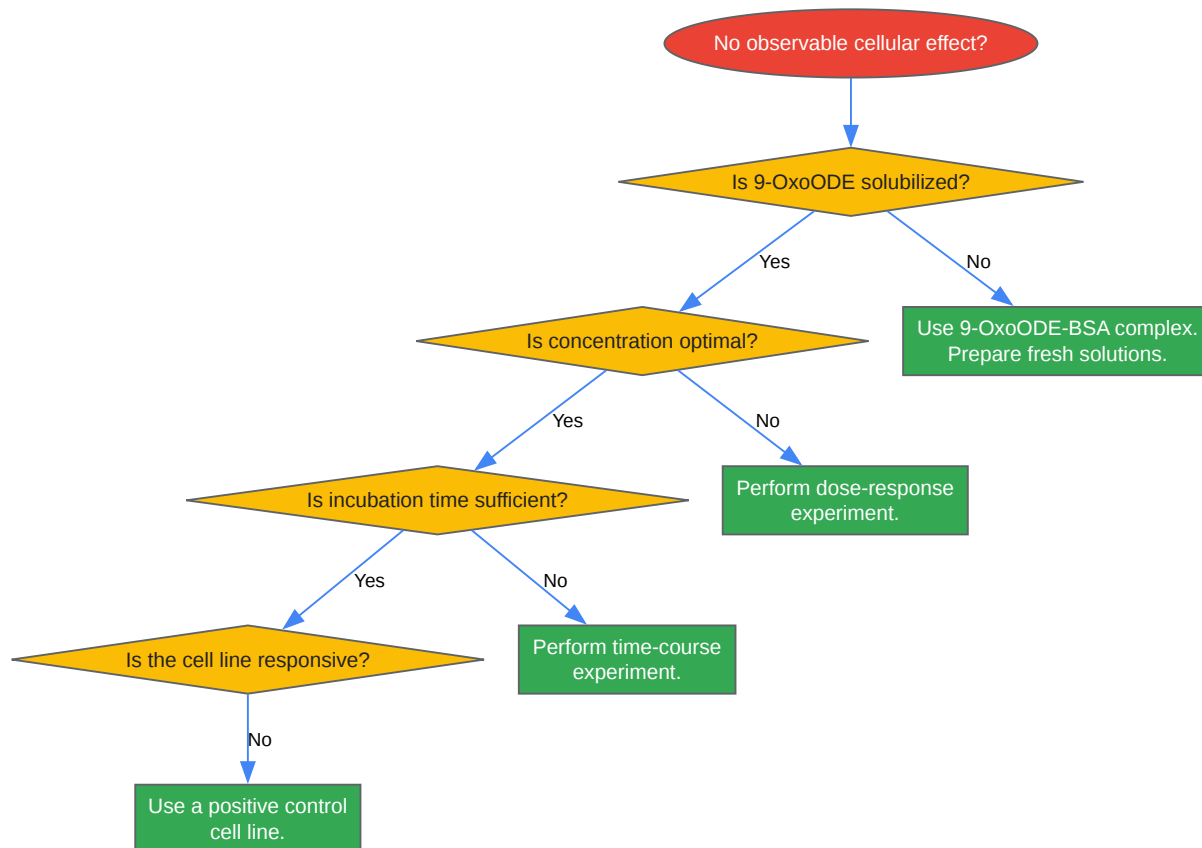 No observable cellular effect?
Is 9-OxoODE solubilized?
Yes
No
Is concentration optimal?
Use 9-OxoODE-BSA complex.
Prepare fresh solutions.
Yes
No
Is incubation time sufficient?
Perform dose-response
experiment.
Yes
No
Is the cell line responsive?
Perform time-course
experiment.
No
Use a positive control
cell line.